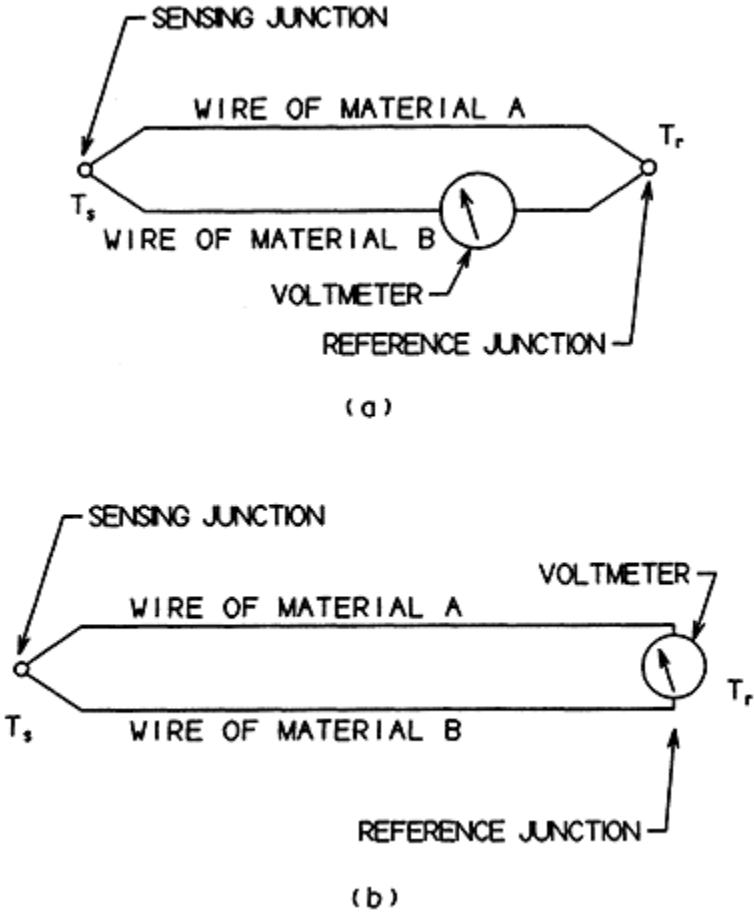 SENSING JUNCTION
WIRE OF MATERIAL A
Tr
Ts
WIRE OF MATERIAL B
VOLTMETER
REFERENCE JUNCTION
(a)
SENSING JUNCTION
VOLTMETER
WIRE OF MATERIAL A
Tr
Ts
WIRE OF MATERIAL B
REFERENCE JUNCTION
(b)